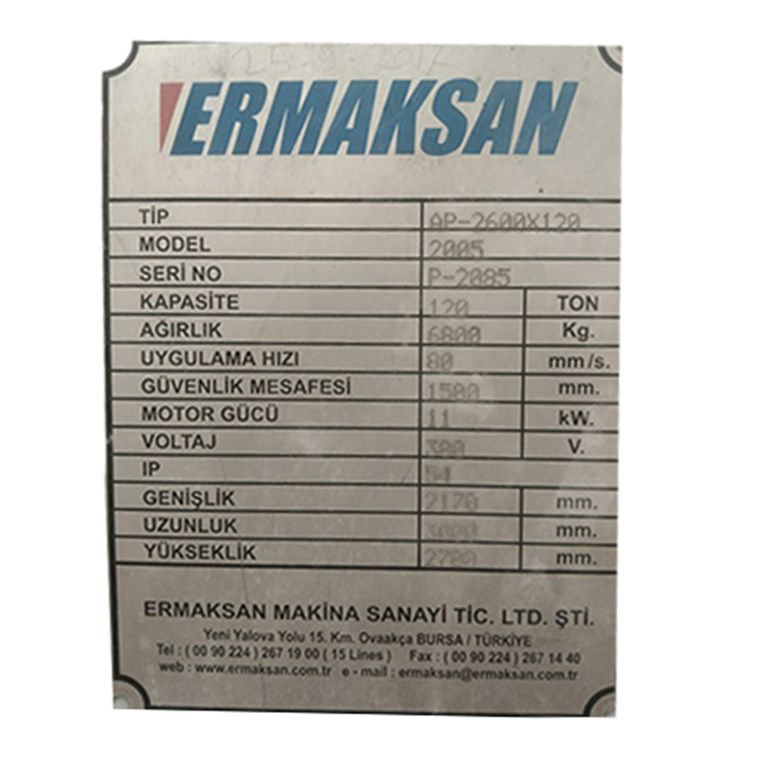 25.9.2017
ERMAKSAN
TİP AP-2600X120
MODEL 2005
SERİ NO P-2085
KAPASİTE 120 TON
AĞIRLIK 6800 Kg.
UYGULAMA HIZI 80 mm/s.
GÜVENLİK MESAFESİ 1500 mm.
MOTOR GÜCÜ 11 kW.
VOLTAJ 380 V.
IP 54
GENİŞLİK 2170 mm.
UZUNLUK mm.
YÜKSEKLİK 2700 mm.
ERMAKSAN MAKİNA SANAYİ TİC. LTD. ŞTİ.
Yeni Yalova Yolu 15. Km. Ovaakça BURSA / TÜRKİYE
Tel : ( 00 90 224 ) 267 19 00 ( 15 Lines ) Fax : ( 00 90 224 ) 267 14 40
web : www.ermaksan.com.tr e - mail : ermaksan@ermaksan.com.tr